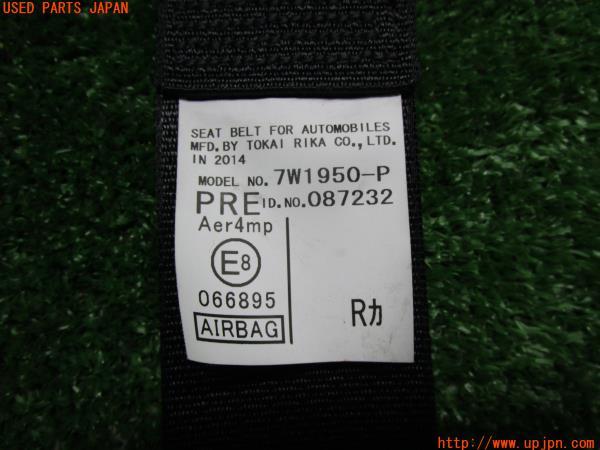 USED PARTS JAPAN
SEAT BELT FOR AUTOMOBILES
MFD.BY TOKAI RIKA CO.,LTD.
IN 2014
MODEL NO. 7W1950-P
PRE ID.NO.087232
Aer4mp
E8
066895
AIRBAG
Rカ
http://www.upjpn.com/